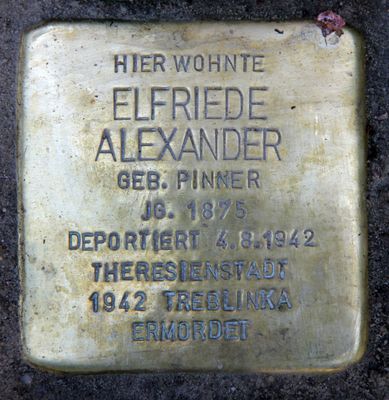 HIER WOHNTE
ELFRIEDE
ALEXANDER
GEB. PINNER
JG. 1875
DEPORTIERT 4.8.1942
THERESIENSTADT
1942 TREBLINKA
ERMORDET